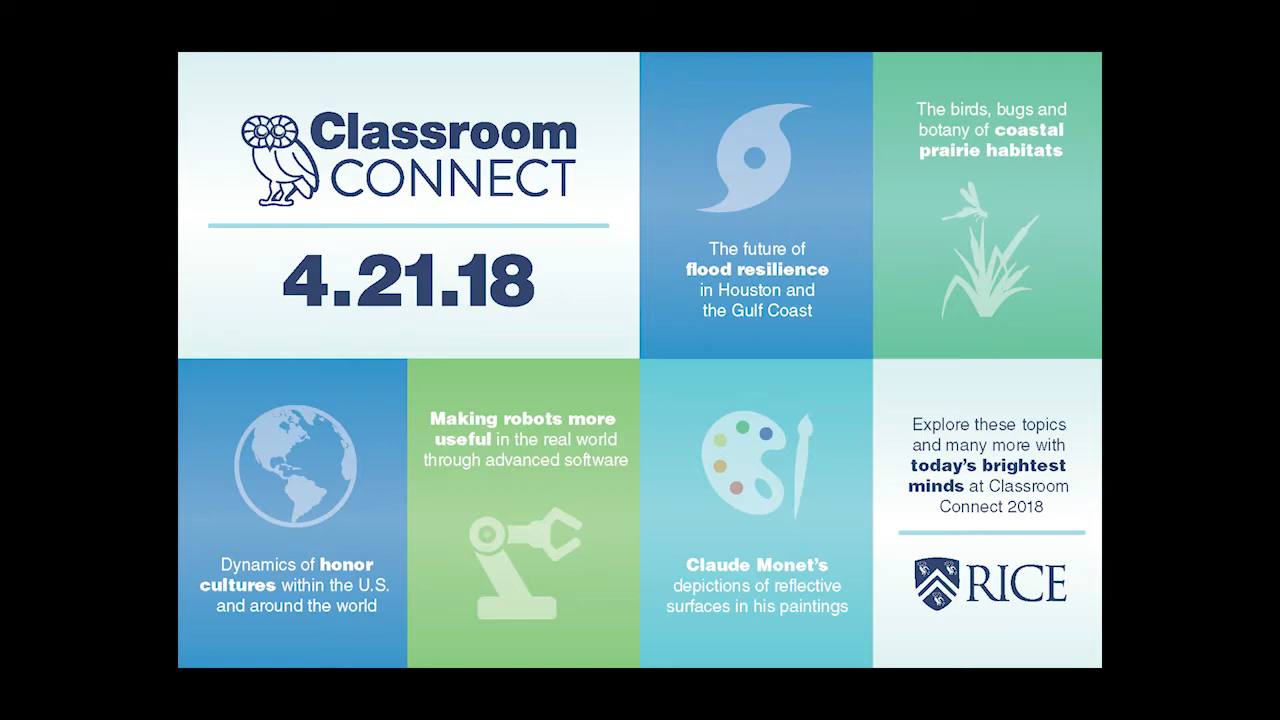 Classroom
CONNECT
4.21.18
The future of
flood resilience
in Houston and
the Gulf Coast
The birds, bugs and
botany of coastal
prairie habitats
Dynamics of honor
cultures within the U.S.
and around the world
Making robots more
useful in the real world
through advanced software
Claude Monet’s
depictions of reflective
surfaces in his paintings
Explore these topics
and many more with
today’s brightest
minds at Classroom
Connect 2018
RICE